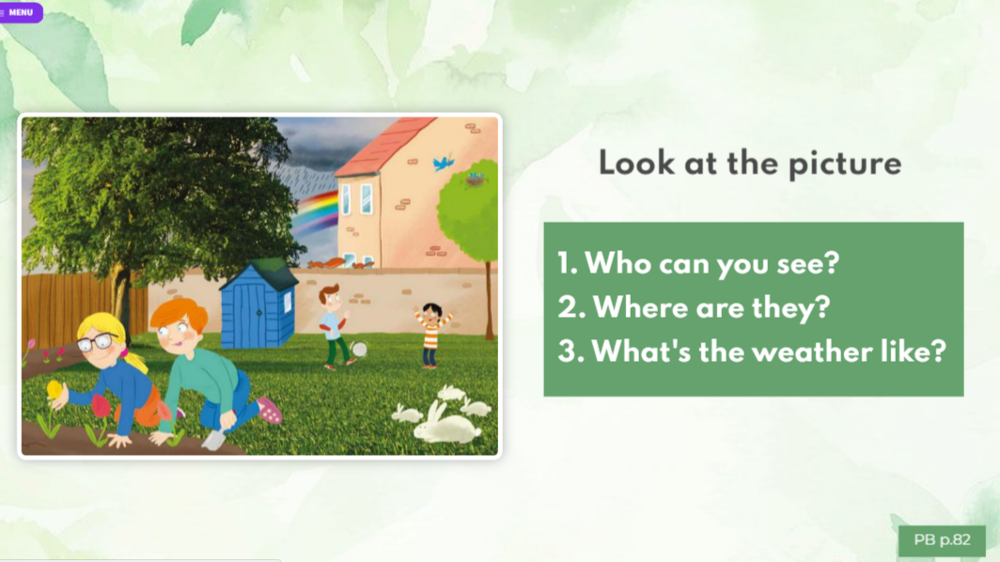 MENU
Look at the picture
1. Who can you see?
2. Where are they?
3. What's the weather like?
PB p.82